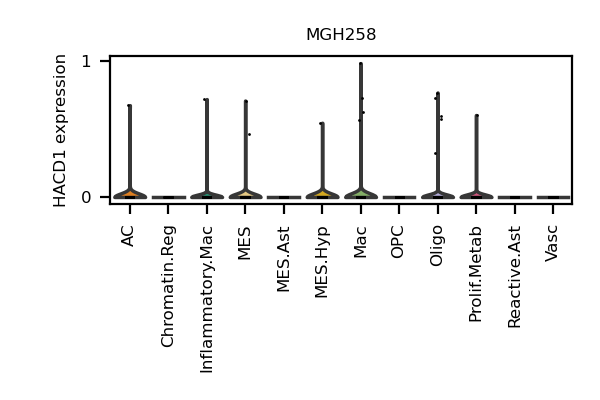 MGH258
HACD1 expression
1
0
AC
Chromatin.Reg
Inflammatory.Mac
MES
MES.Ast
MES.Hyp
Mac
OPC
Oligo
Prolif.Metab
Reactive.Ast
Vasc